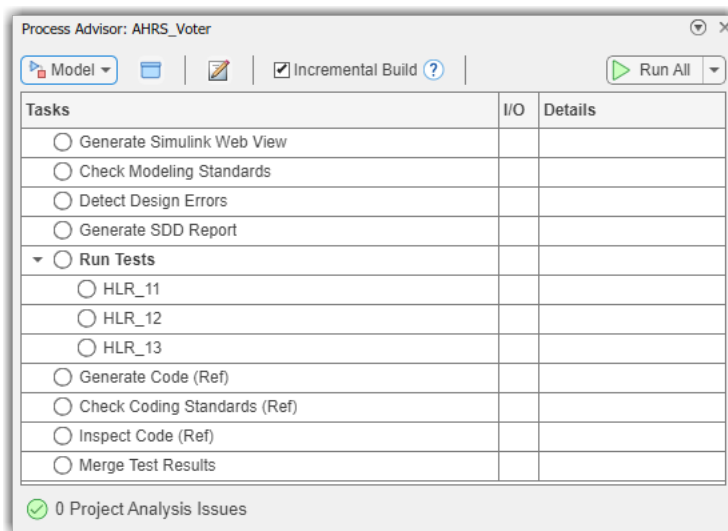 Process Advisor: AHRS_Voter
Model Incremental Build ? Run All
Tasks I/O Details
Generate Simulink Web View
Check Modeling Standards
Detect Design Errors
Generate SDD Report
Run Tests
HLR_11
HLR_12
HLR_13
Generate Code (Ref)
Check Coding Standards (Ref)
Inspect Code (Ref)
Merge Test Results
0 Project Analysis Issues